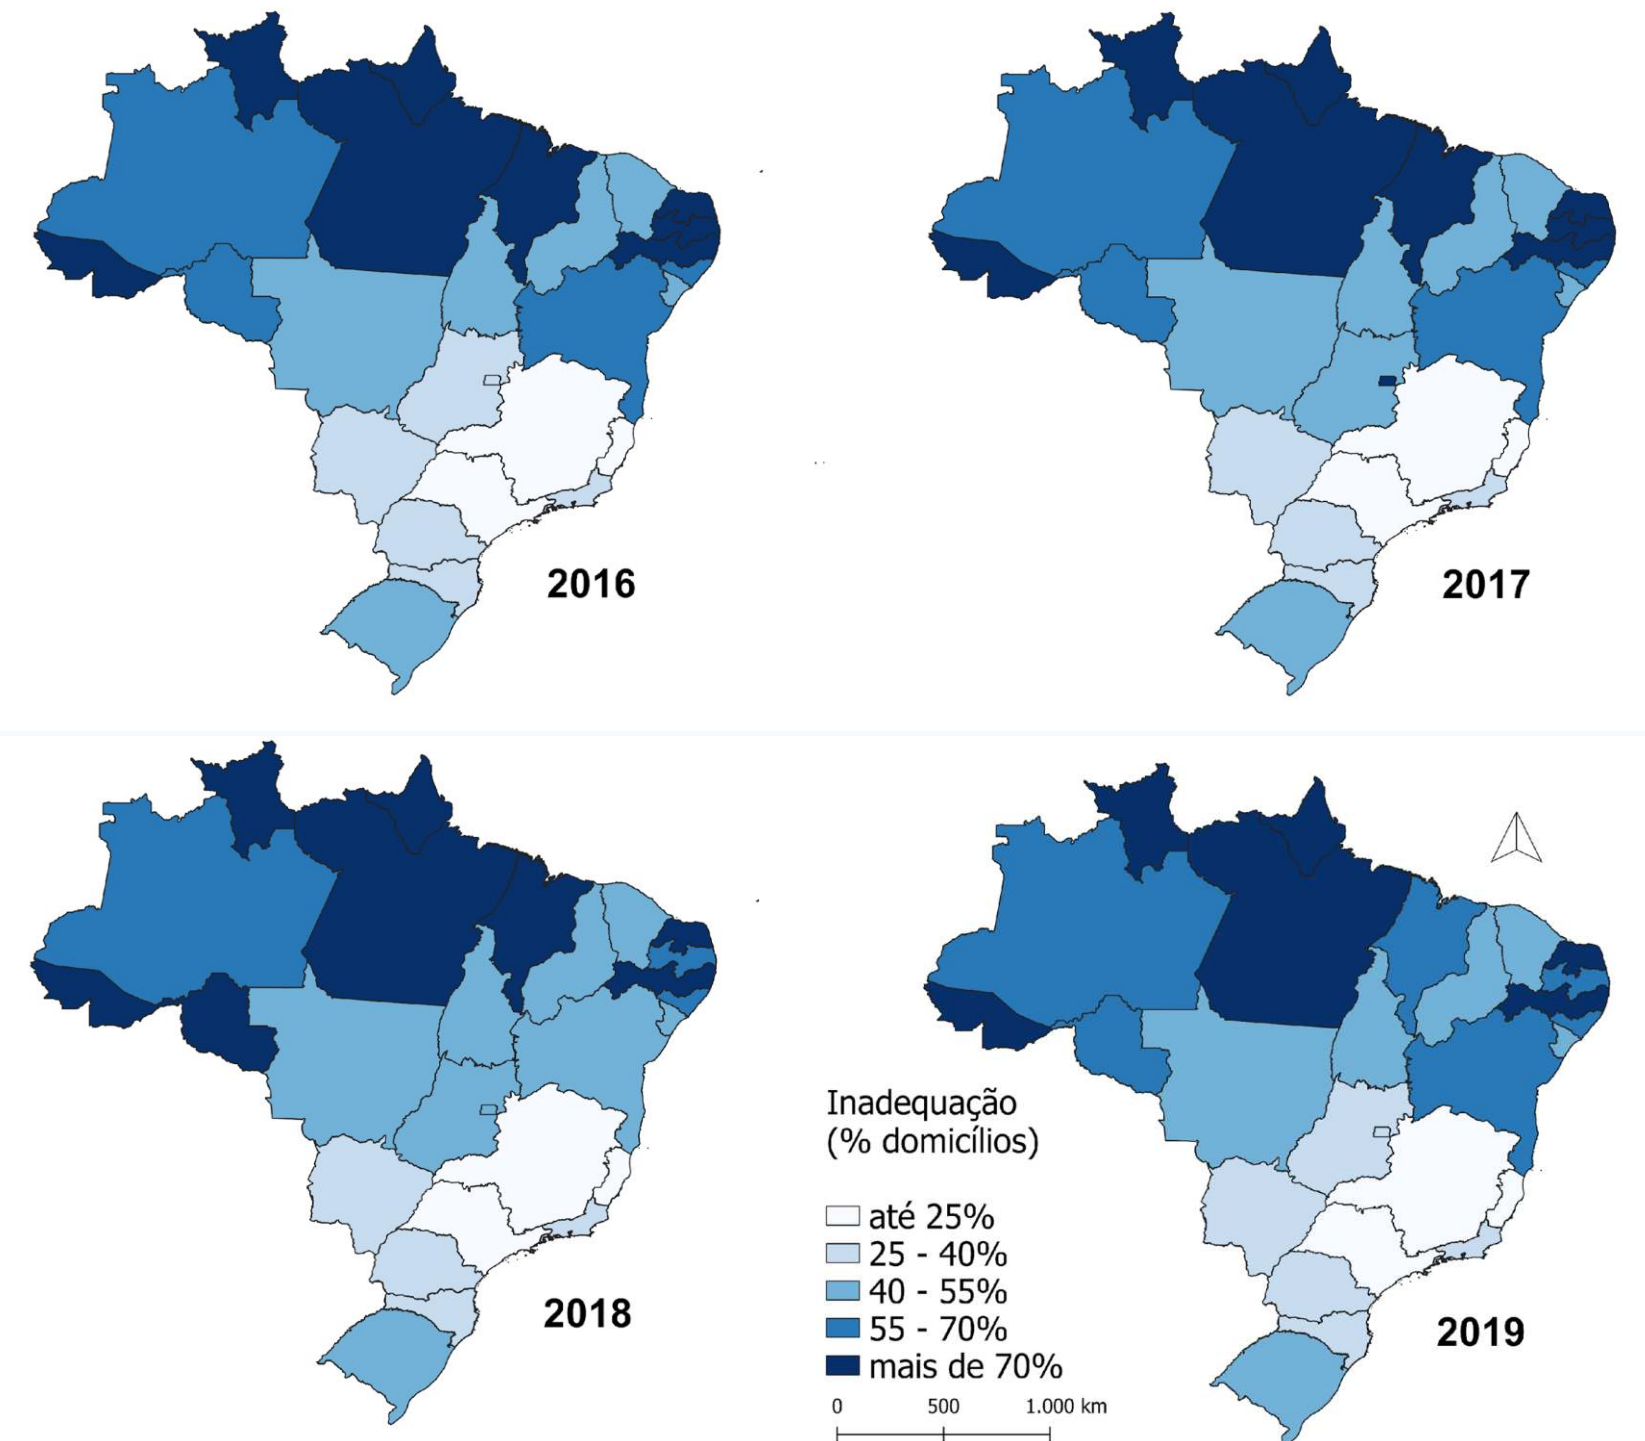 2016
2017
2018
2019
Inadequação
(% domicílios)
até 25%
25 - 40%
40 - 55%
55 - 70%
mais de 70%
0 500 1.000 km